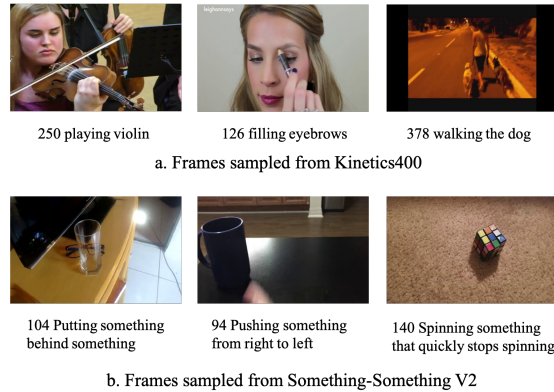 leighannsays
250 playing violin
126 filling eyebrows
378 walking the dog
a. Frames sampled from Kinetics400
104 Putting something
behind something
94 Pushing something
from right to left
140 Spinning something
that quickly stops spinning
b. Frames sampled from Something-Something V2